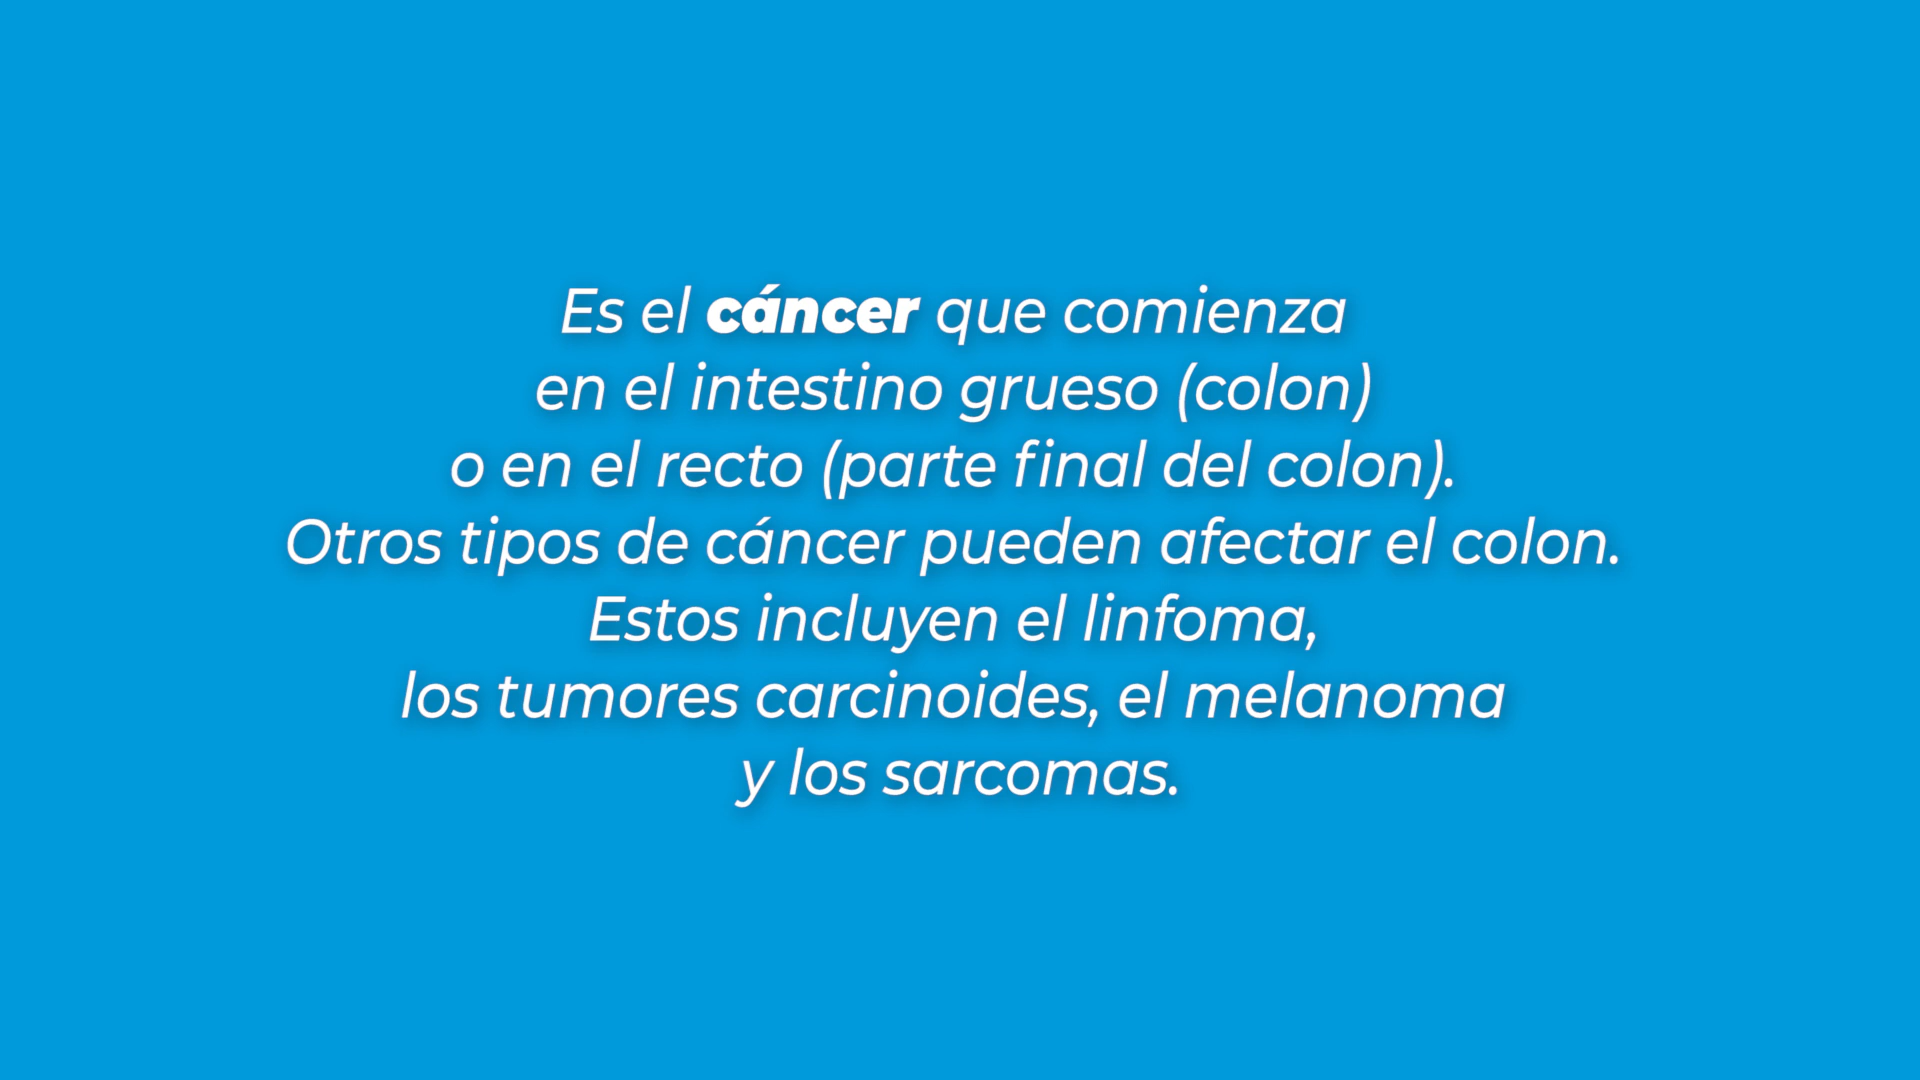 Es el cáncer que comienza
en el intestino grueso (colon)
o en el recto (parte final del colon).
Otros tipos de cáncer pueden afectar el colon.
Estos incluyen el linfoma,
los tumores carcinoides, el melanoma
y los sarcomas.